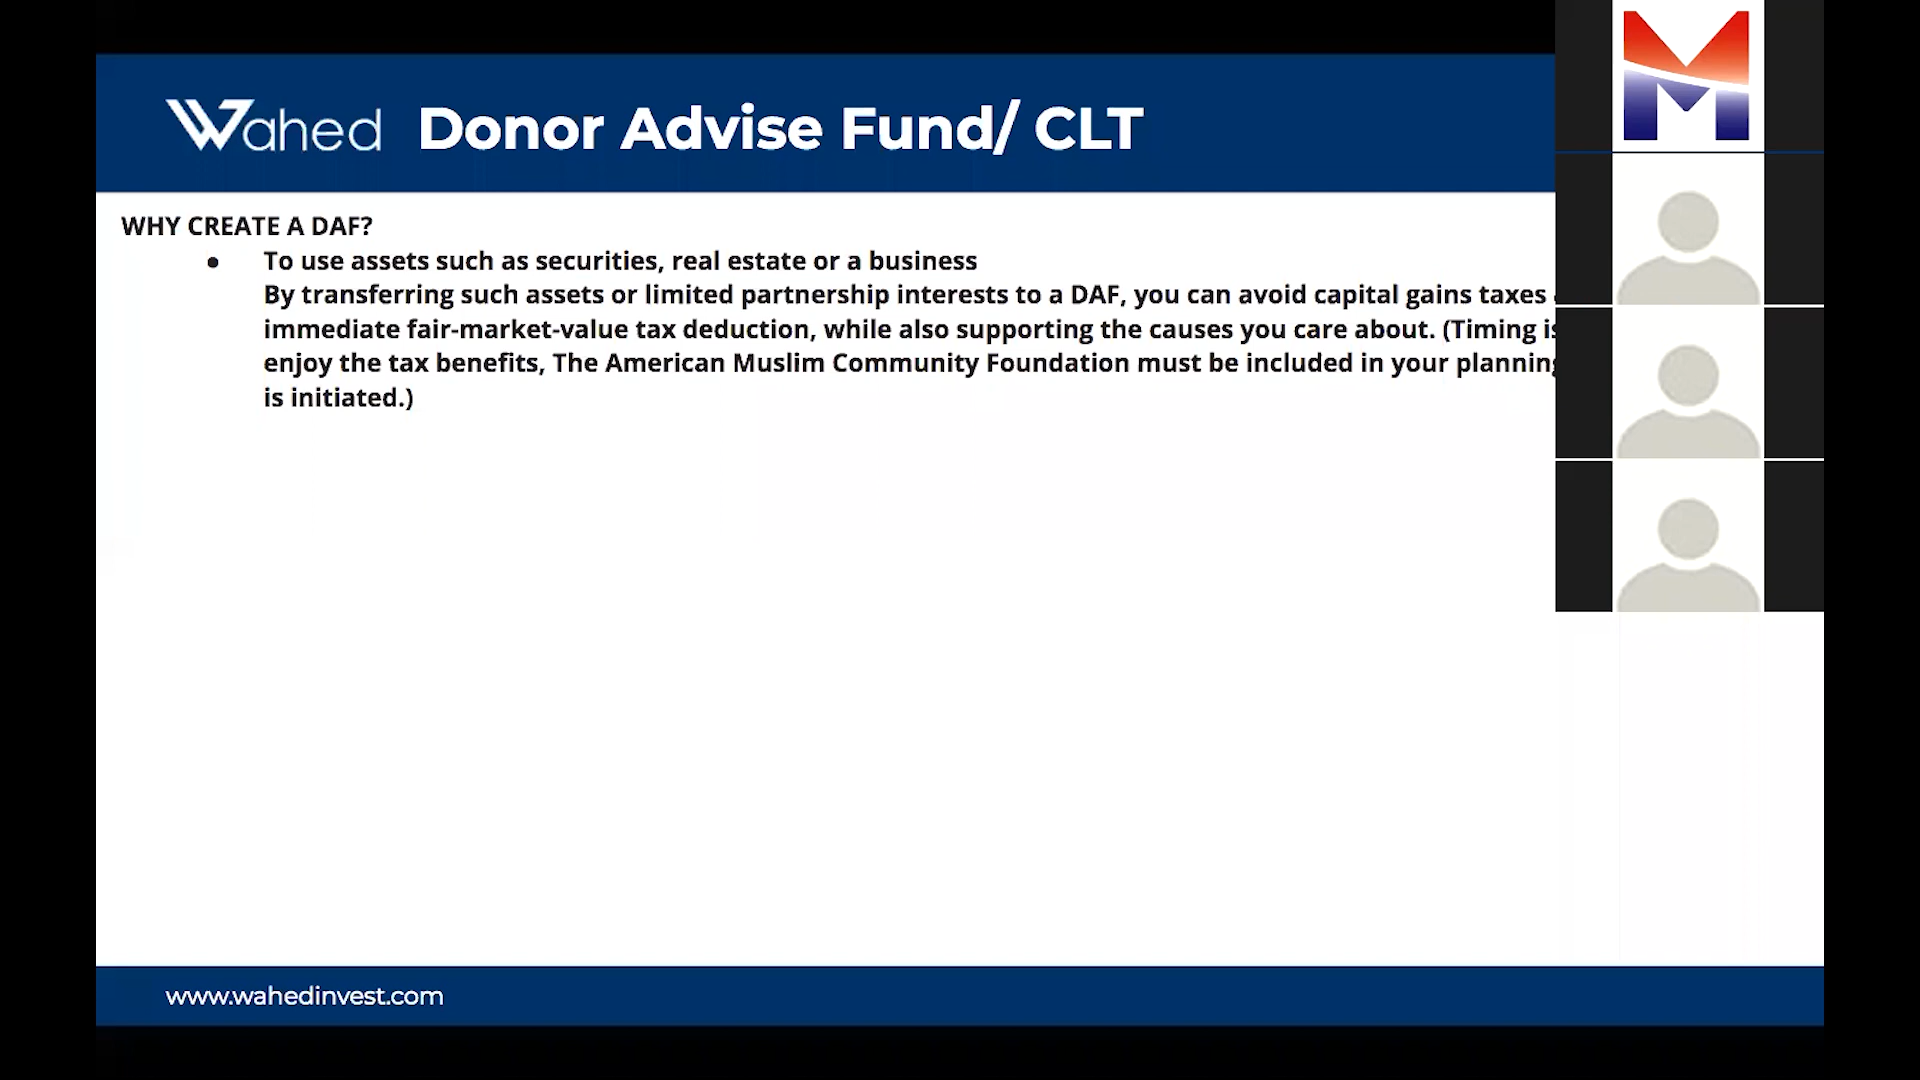 Wahed Donor Advise Fund/ CLT
WHY CREATE A DAF?
● To use assets such as securities, real estate or a business
By transferring such assets or limited partnership interests to a DAF, you can avoid capital gains taxes
immediate fair-market-value tax deduction, while also supporting the causes you care about. (Timing is
enjoy the tax benefits, The American Muslim Community Foundation must be included in your planning
is initiated.)
www.wahedinvest.com
M